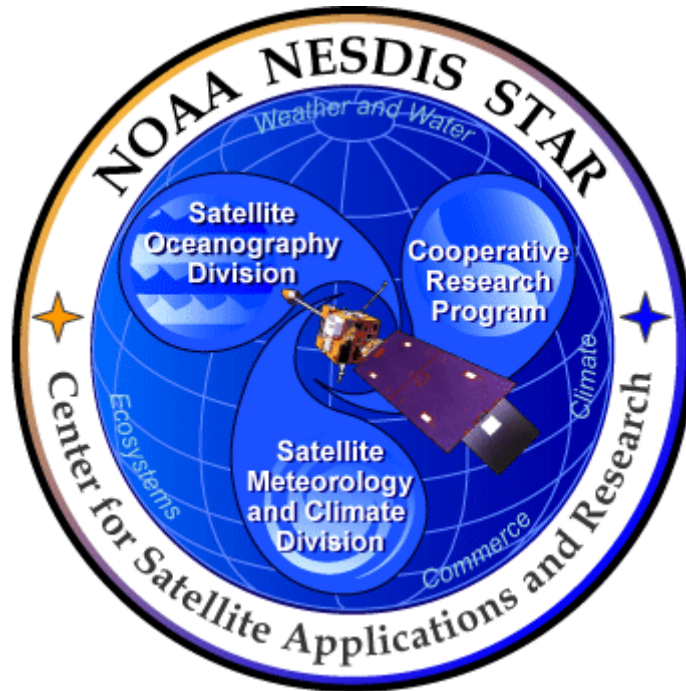 NOAA NESDIS STAR
Weather and Water
Satellite
Oceanography
Division
Cooperative
Research
Program
Climate
Ecosystems
Satellite
Meteorology
and Climate
Division
Commerce
Center for Satellite Applications and Research